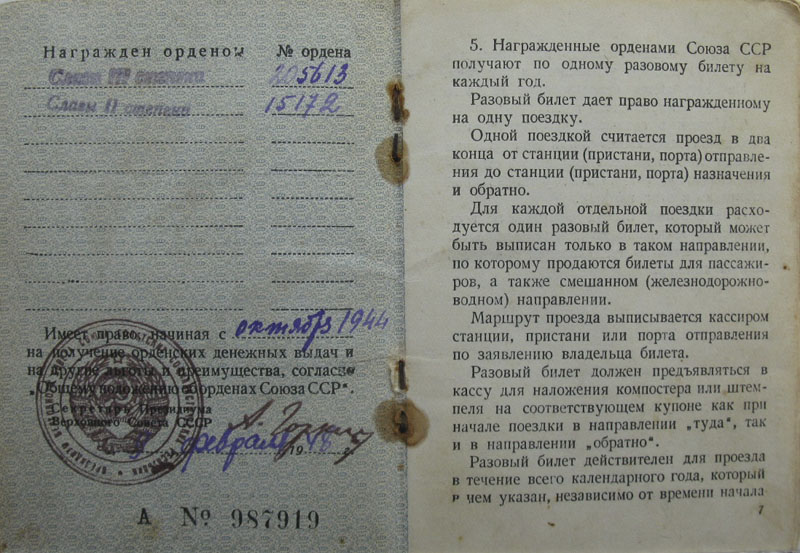 Награжден орденом № ордена
Славы III степени 205613
Славы II степени 15172
Имеет право, начиная с октября 1944
на получение орденских денежных выдач и
на другие льготы и преимущества, согласно
„Общему положению об орденах Союза ССР“.
Секретарь Президиума
Верховного Совета СССР
февраля 19 г.
А № 987919
5. Награжденные орденами Союза ССР
получают по одному разовому билету на
каждый год.
Разовый билет дает право награжденному
на одну поездку.
Одной поездкой считается проезд в два
конца от станции (пристани, порта) отправле-
ния до станции (пристани, порта) назначения
и обратно.
Для каждой отдельной поездки расхо-
дуется один разовый билет, который может
быть выписан только в таком направлении,
по которому продаются билеты для пассажи-
ров, а также смешанном (железнодорожно-
водном) направлении.
Маршрут проезда выписывается кассиром
станции, пристани или порта отправления
по заявлению владельца билета.
Разовый билет должен предъявляться в
кассу для наложения компостера или штем-
пеля на соответствующем купоне как при
начале поездки в направлении „туда“, так
и в направлении „обратно“.
Разовый билет действителен для проезда
в течение всего календарного года, который
в нем указан, независимо от времени начала
7